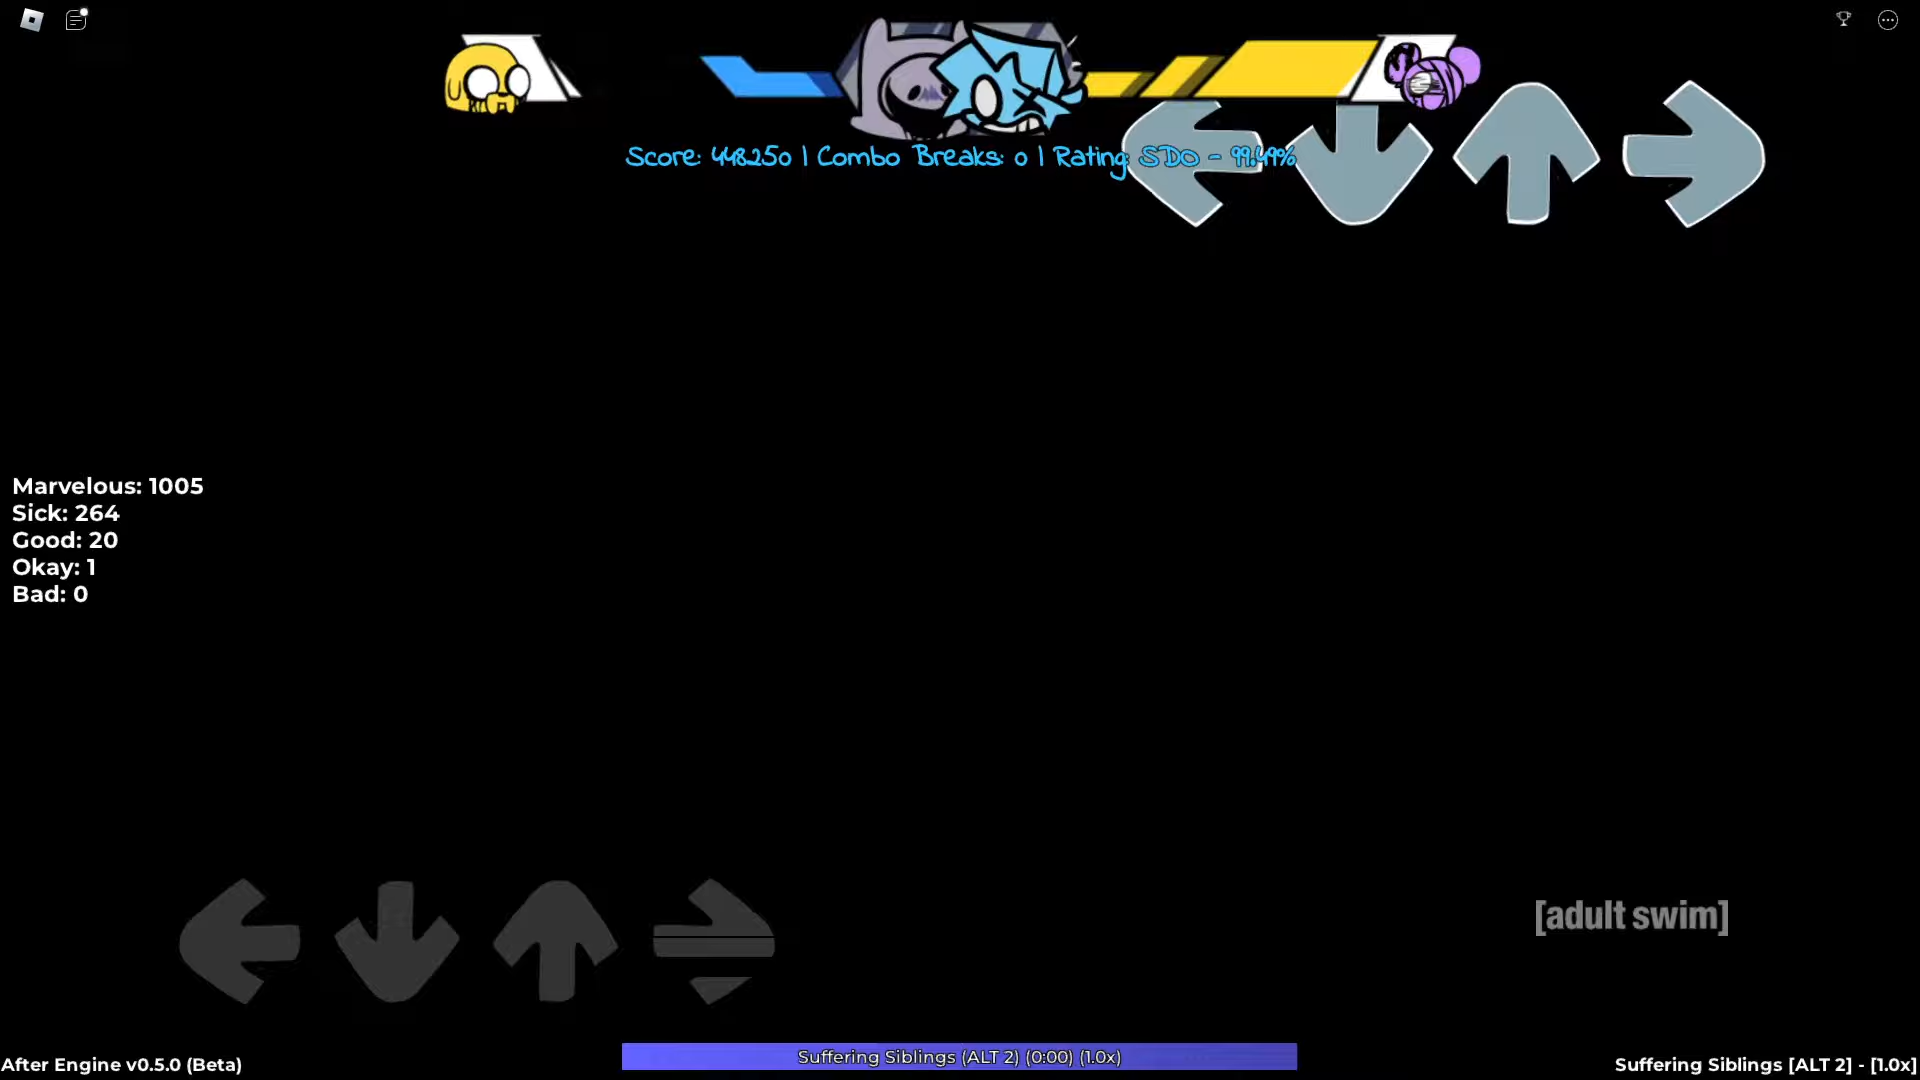 Score: 448250 | Combo Breaks: 0 | Rating: SDO - 99.49%
Marvelous: 1005
Sick: 264
Good: 20
Okay: 1
Bad: 0
[adult swim]
Suffering Siblings (ALT 2) (0:00) (1.0x)
After Engine v0.5.0 (Beta)
Suffering Siblings [ALT 2] - [1.0x]